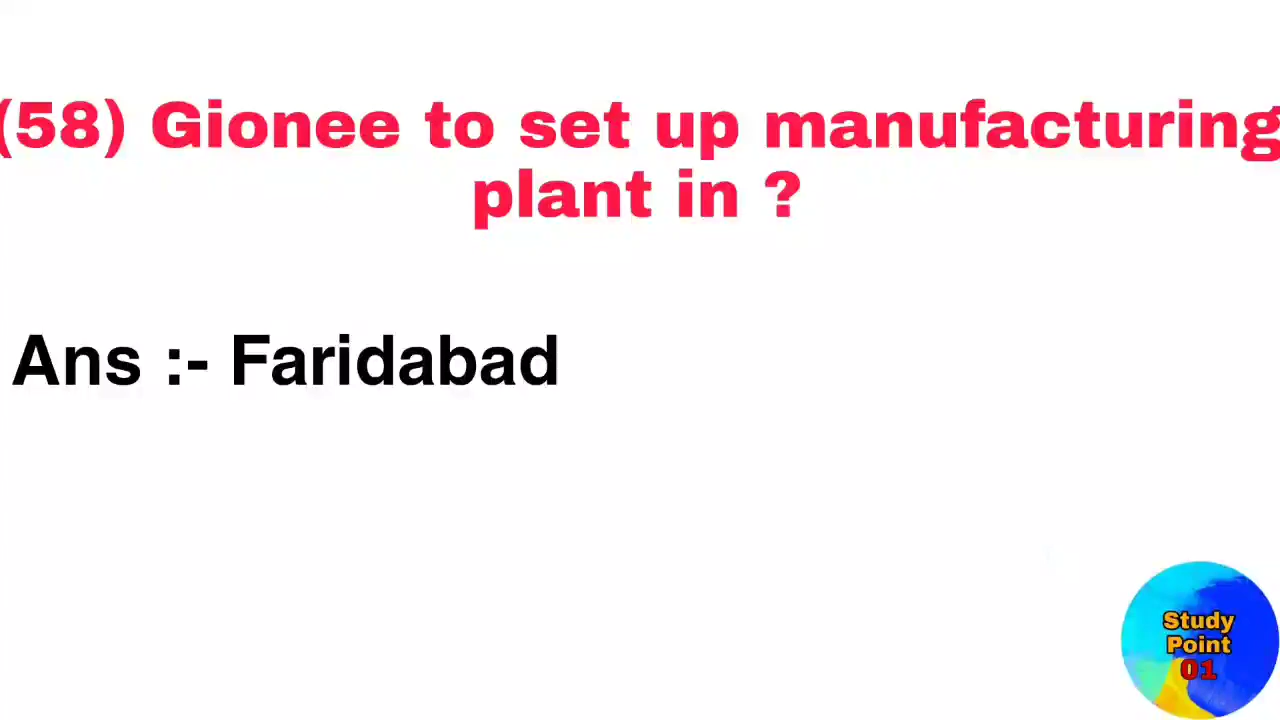 (58) Gionee to set up manufacturing
plant in ?
Ans :- Faridabad
Study
Point
01